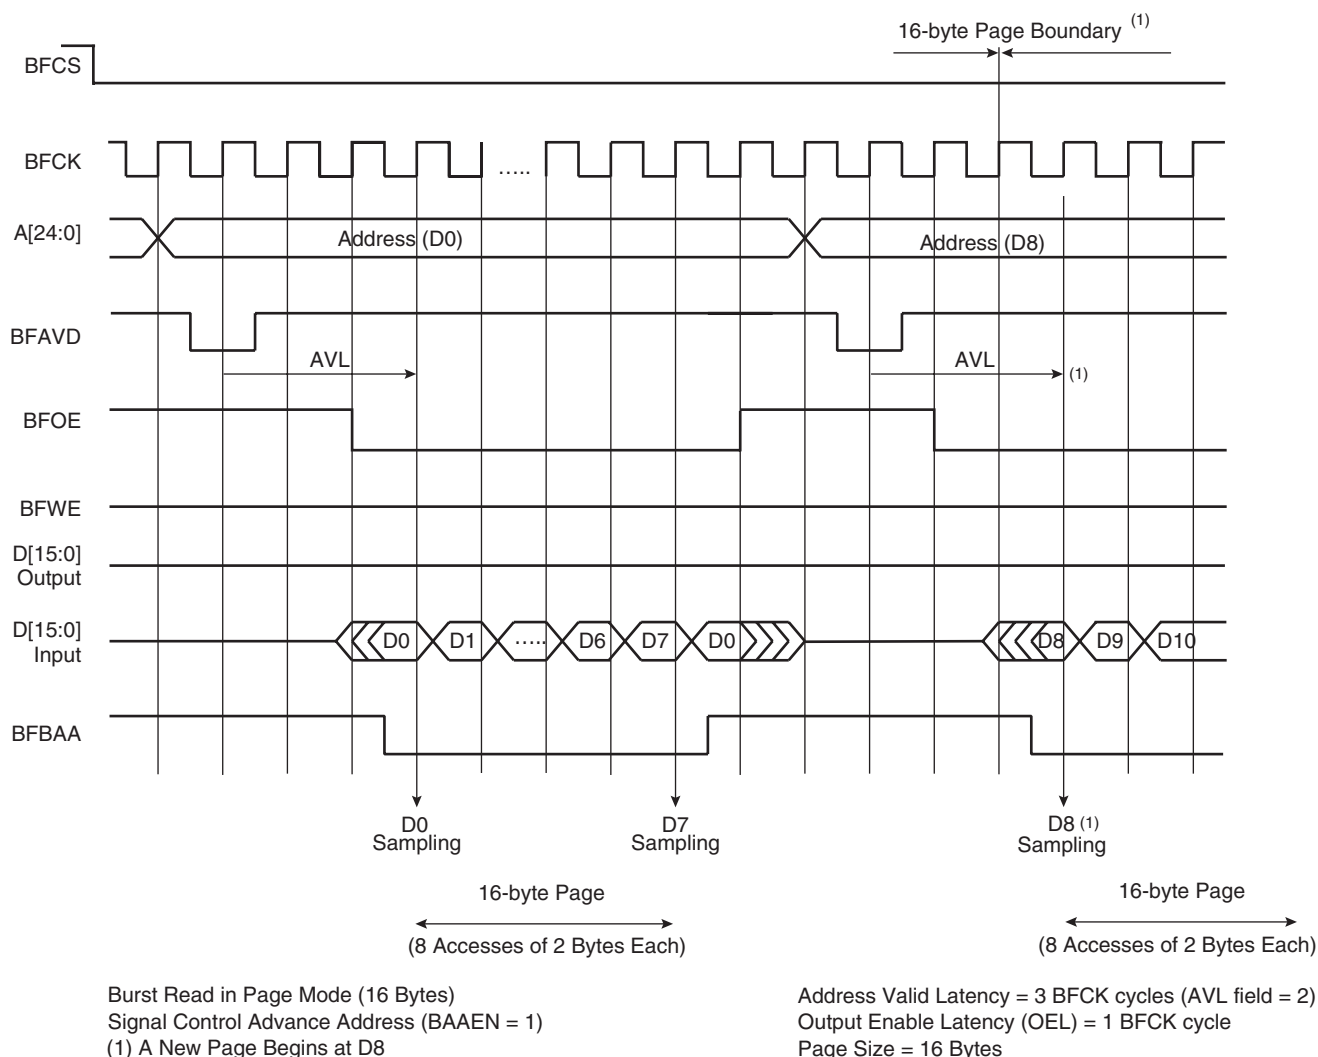 16-byte Page Boundary (1)
BFCS
BFCK
.....
A[24:0]
Address (D0)
Address (D8)
BFAVD
AVL
AVL
(1)
BFOE
BFWE
D[15:0]
Output
D[15:0]
Input
D0
D1
.....
D6
D7
D0
D8
D9
D10
BFBAA
D0
Sampling
D7
Sampling
D8 (1)
Sampling
16-byte Page
(8 Accesses of 2 Bytes Each)
16-byte Page
(8 Accesses of 2 Bytes Each)
Burst Read in Page Mode (16 Bytes)
Signal Control Advance Address (BAAEN = 1)
(1) A New Page Begins at D8
Address Valid Latency = 3 BFCK cycles (AVL field = 2)
Output Enable Latency (OEL) = 1 BFCK cycle
Page Size = 16 Bytes